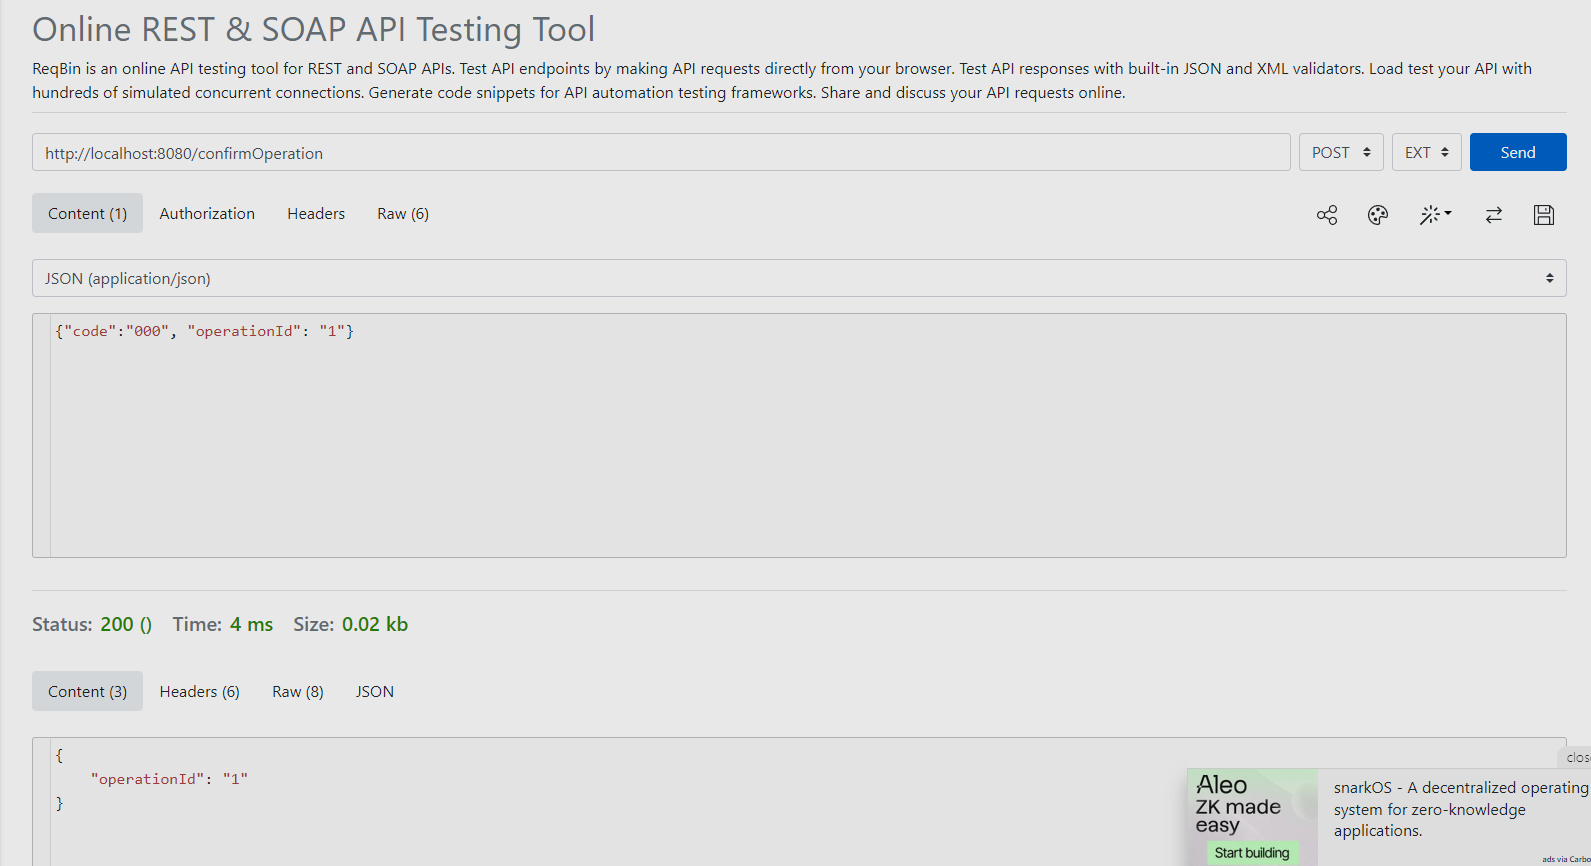 Online REST & SOAP API Testing Tool
ReqBin is an online API testing tool for REST and SOAP APIs. Test API endpoints by making API requests directly from your browser. Test API responses with built-in JSON and XML validators. Load test your API with
hundreds of simulated concurrent connections. Generate code snippets for API automation testing frameworks. Share and discuss your API requests online.
http://localhost:8080/confirmOperation POST EXT Send
Content (1) Authorization Headers Raw (6)
JSON (application/json)
{"code":"000", "operationId": "1"}
Status: 200 () Time: 4 ms Size: 0.02 kb
Content (3) Headers (6) Raw (8) JSON
{
"operationId": "1"
}
clos
Aleo
ZK made
easy
Start building
snarkOS - A decentralized operating
system for zero-knowledge
applications.
ads via Carbo